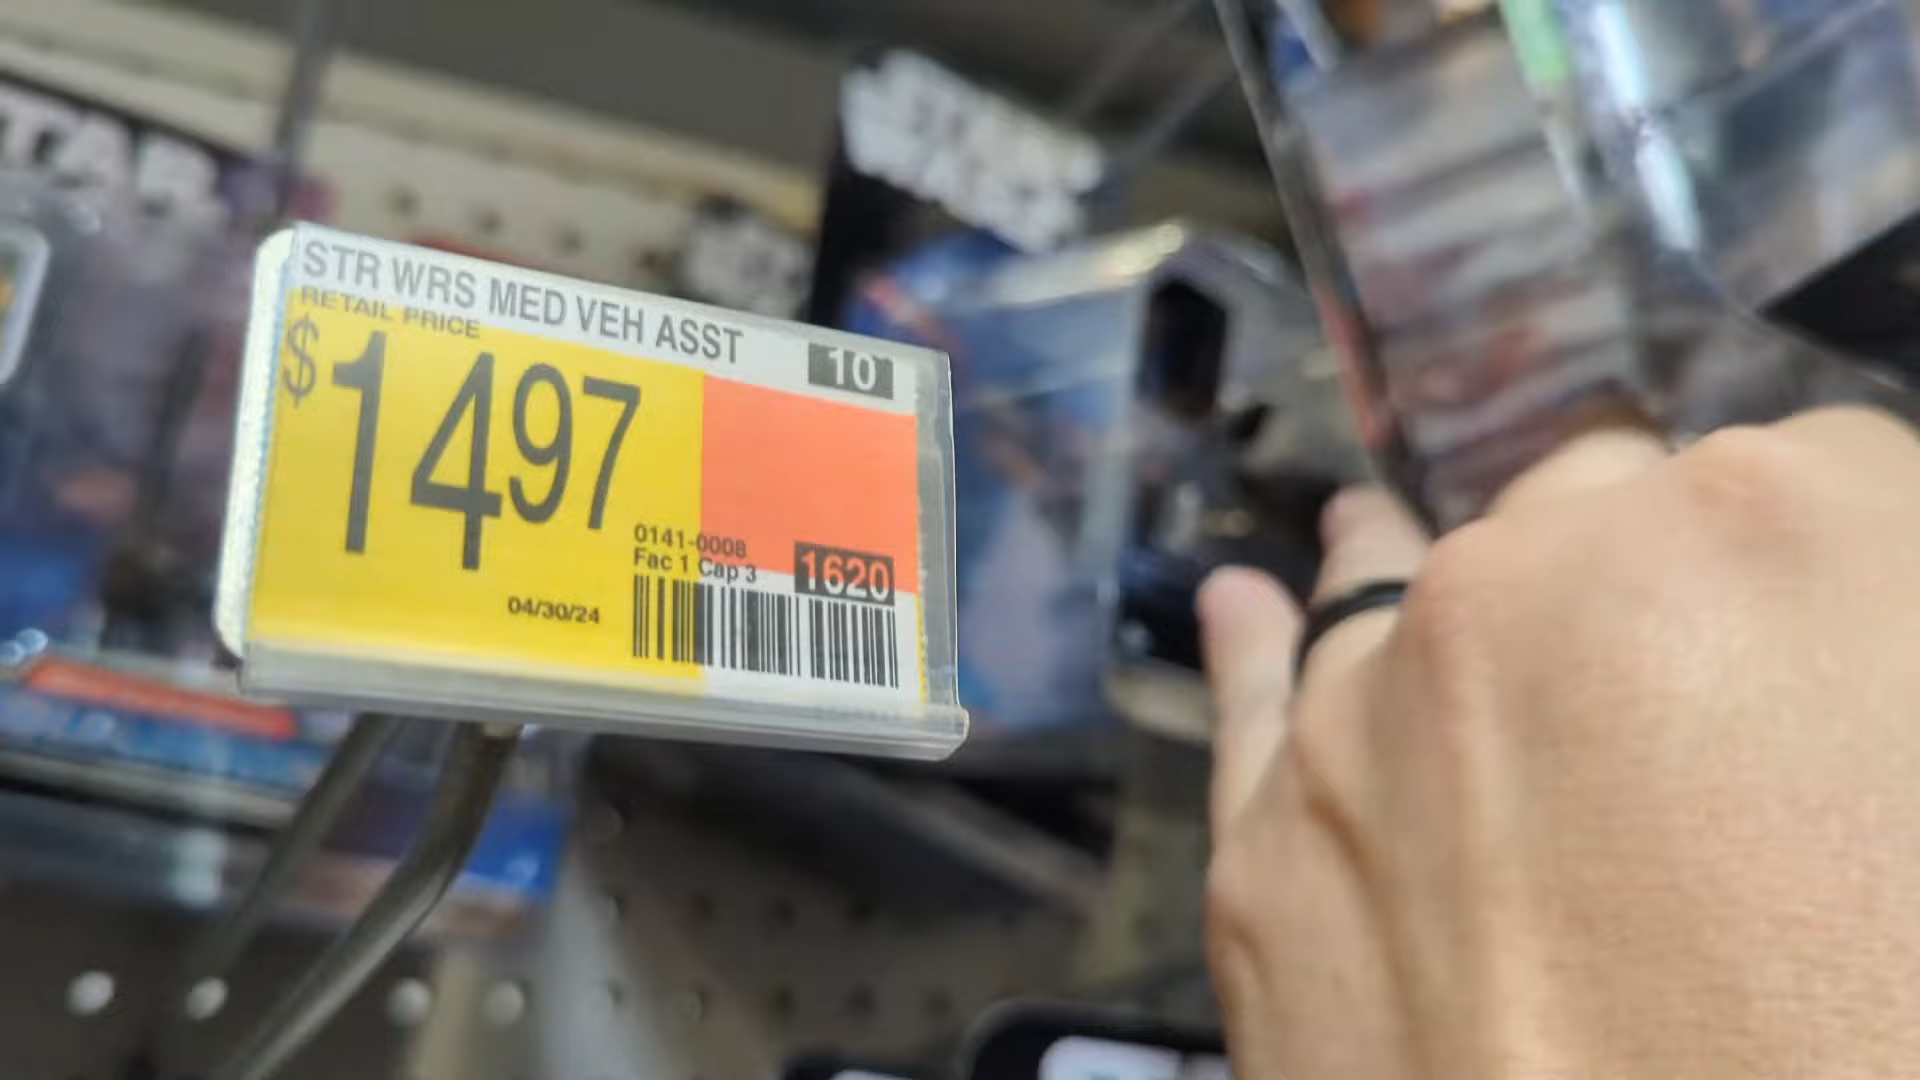 STAR
STR WRS MED VEH ASST
10
RETAIL PRICE
$1497
0141-0008
Fac 1 Cap 3
1620
04/30/24